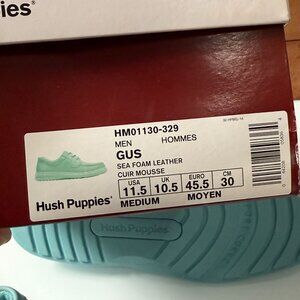 ies®
HM01130-329
MEN HOMMES
GUS
SEA FOAM LEATHER
CUIR MOUSSE
USA UK EURO CM
11.5 10.5 45.5 30
Hush Puppies®
MEDIUM MOYEN
Hush Puppies